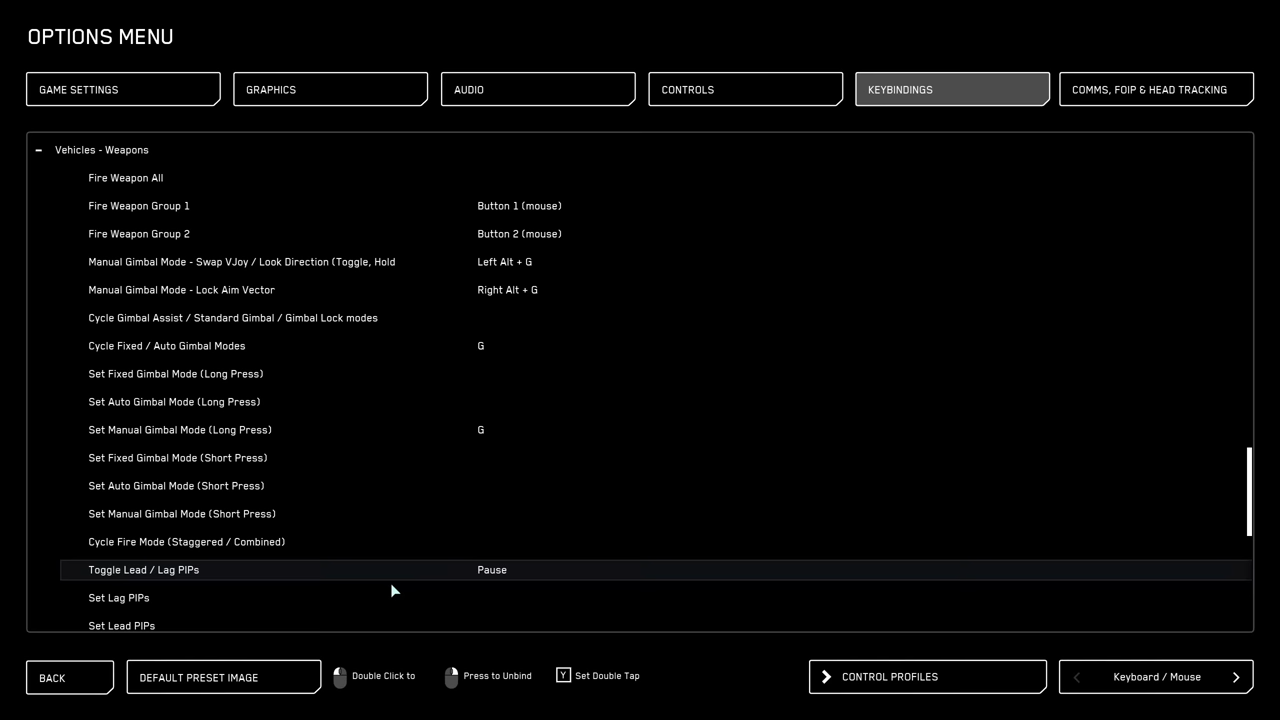 OPTIONS MENU
GAME SETTINGS GRAPHICS AUDIO CONTROLS KEYBINDINGS COMMS, FOIP & HEAD TRACKING
Vehicles - Weapons
Fire Weapon All
Fire Weapon Group 1 Button 1 (mouse)
Fire Weapon Group 2 Button 2 (mouse)
Manual Gimbal Mode - Swap VJoy / Look Direction (Toggle, Hold Left Alt + G
Manual Gimbal Mode - Lock Aim Vector Right Alt + G
Cycle Gimbal Assist / Standard Gimbal / Gimbal Lock modes
Cycle Fixed / Auto Gimbal Modes G
Set Fixed Gimbal Mode (Long Press)
Set Auto Gimbal Mode (Long Press)
Set Manual Gimbal Mode (Long Press) G
Set Fixed Gimbal Mode (Short Press)
Set Auto Gimbal Mode (Short Press)
Set Manual Gimbal Mode (Short Press)
Cycle Fire Mode (Staggered / Combined)
Toggle Lead / Lag PIPs Pause
Set Lag PIPs
Set Lead PIPs
BACK DEFAULT PRESET IMAGE Double Click to Press to Unbind Y Set Double Tap CONTROL PROFILES Keyboard / Mouse